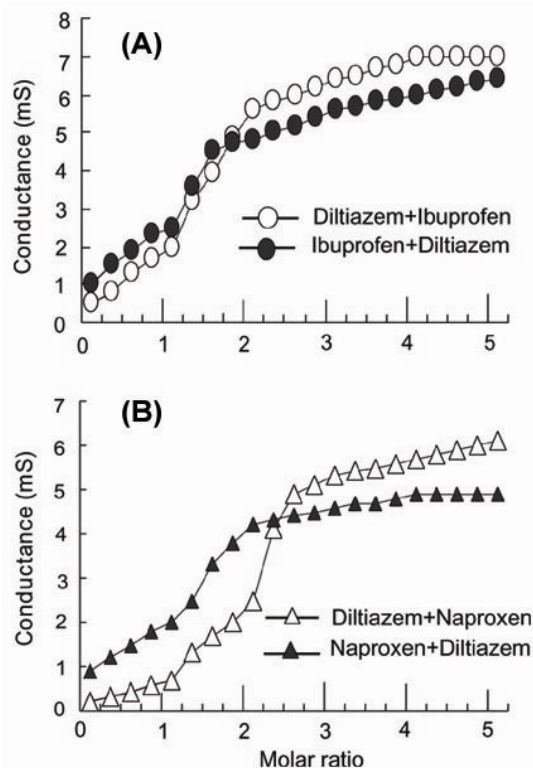 (A)
8
7
6
5
4
3
2
1
0
Conductance (mS)
Diltiazem+Ibuprofen
Ibuprofen+Diltiazem
0 1 2 3 4 5
(B)
7
6
5
4
3
2
1
0
Conductance (mS)
Diltiazem+Naproxen
Naproxen+Diltiazem
0 1 2 3 4 5
Molar ratio